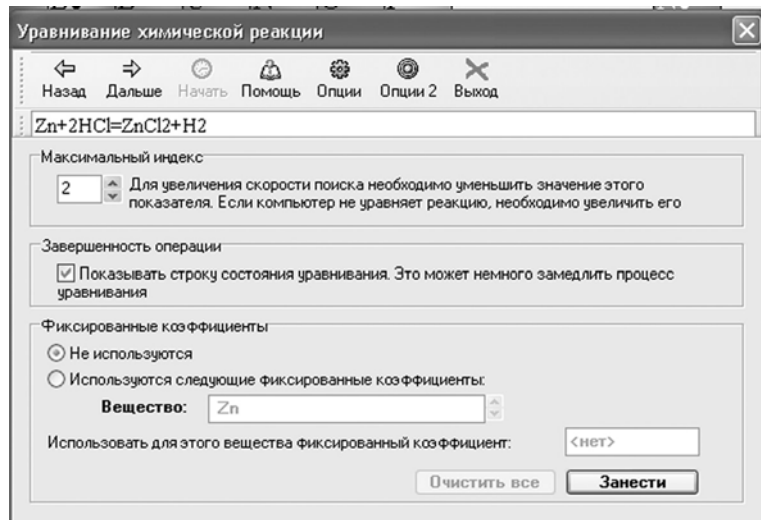 Уравнивание химической реакции
Назад Дальше Начать Помощь Опции Опции 2 Выход
Zn+2HCl=ZnCl2+H2
Максимальный индекс
2 Для увеличения скорости поиска необходимо уменьшить значение этого
показателя. Если компьютер не уравняет реакцию, необходимо увеличить его
Завершенность операции
Показывать строку состояния уравнивания. Это может немного замедлить процесс
уравнивания
Фиксированные коэффициенты
Не используются
Используются следующие фиксированные коэффициенты:
Вещество: Zn
Использовать для этого вещества фиксированный коэффициент: <нет>
Очистить все Занести